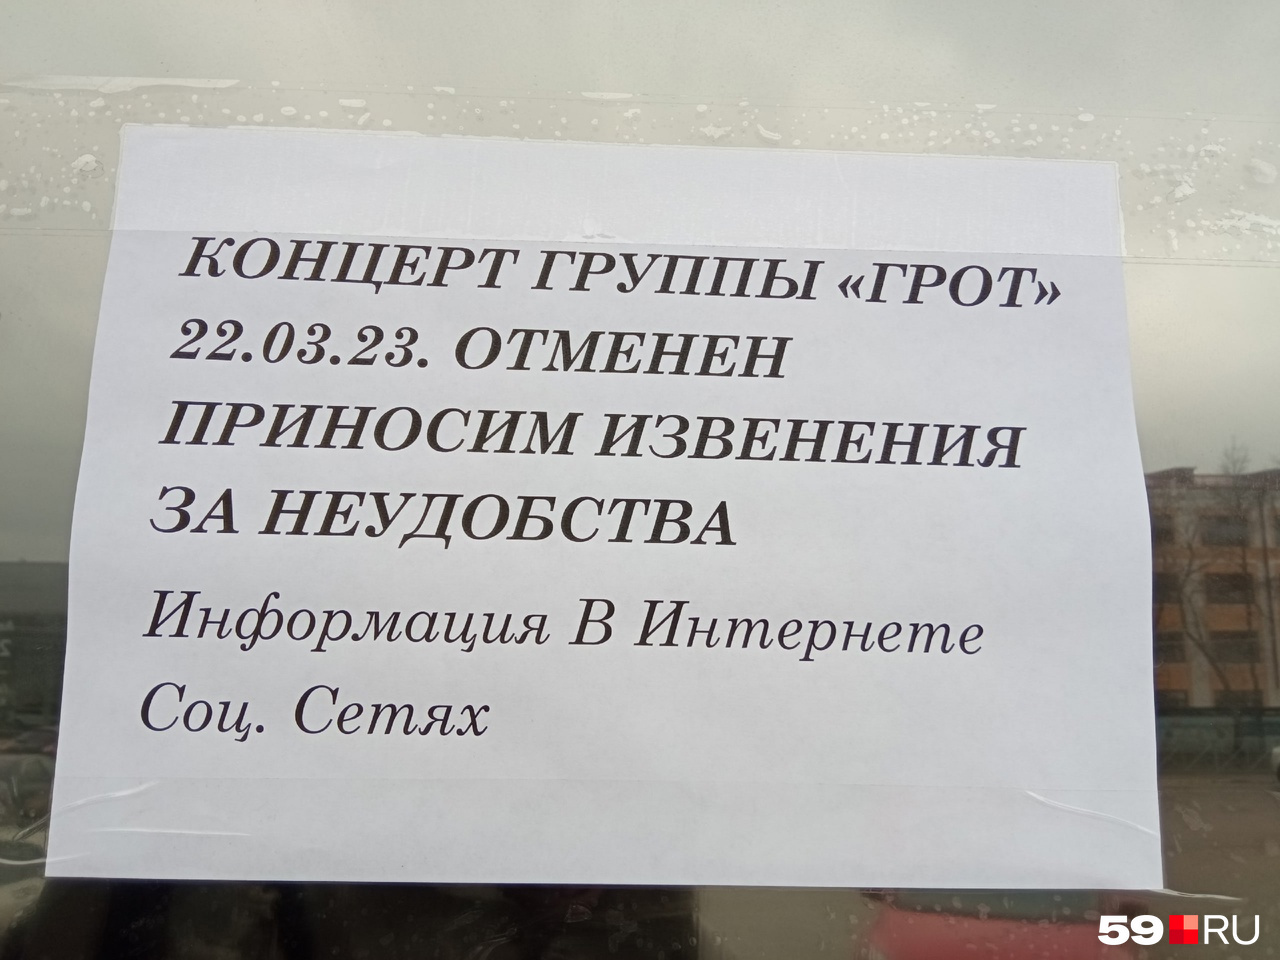 КОНЦЕРТ ГРУППЫ «ГРОТ»
22.03.23. ОТМЕНЕН
ПРИНОСИМ ИЗВЕНЕНИЯ
ЗА НЕУДОБСТВА
Информация В Интернете
Соц. Сетях
59.RU